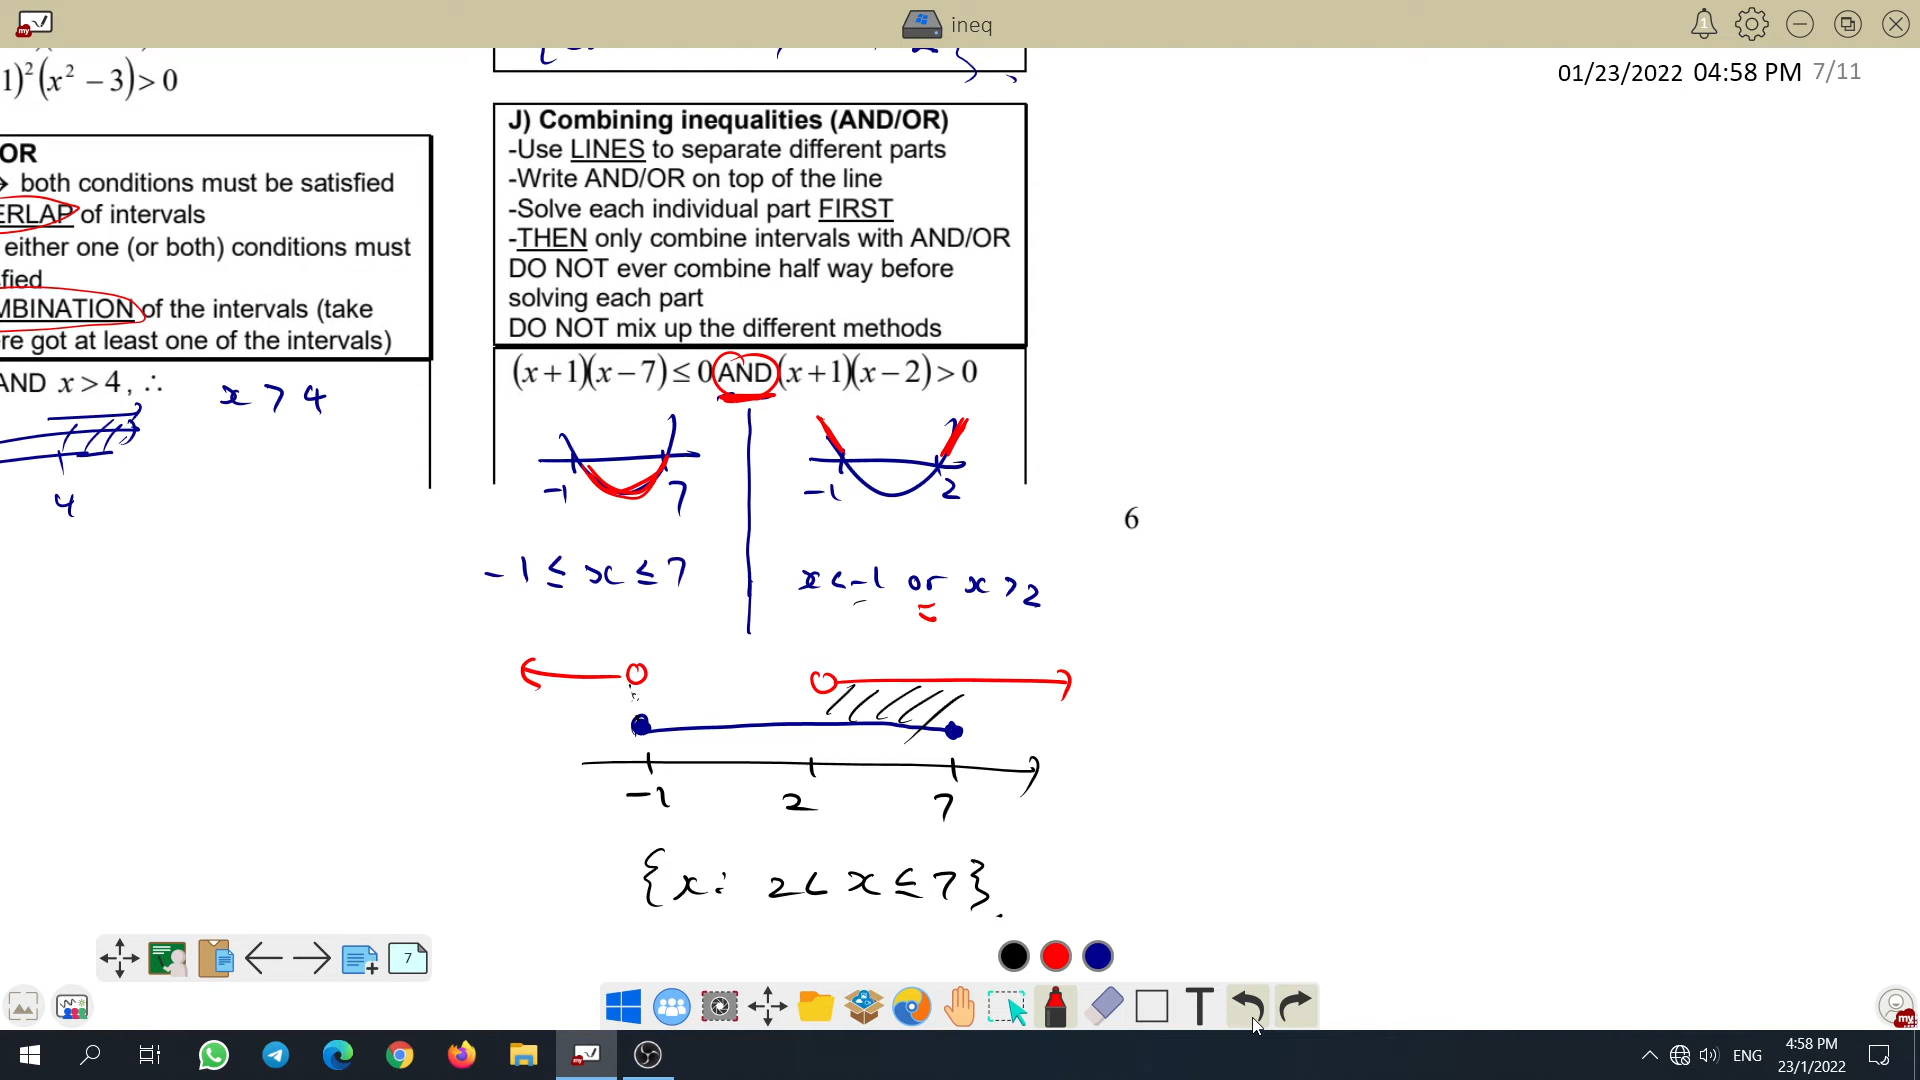 ineq
01/23/2022 04:58 PM 7/11
1)² (x² − 3) > 0
OR
→ both conditions must be satisfied
ERLAP of intervals
either one (or both) conditions must
fied
MBINATION of the intervals (take
re got at least one of the intervals)
AND x > 4, ∴ x > 4
4
J) Combining inequalities (AND/OR)
-Use LINES to separate different parts
-Write AND/OR on top of the line
-Solve each individual part FIRST
-THEN only combine intervals with AND/OR
DO NOT ever combine half way before
solving each part
DO NOT mix up the different methods
(x+1)(x−7) ≤ 0 AND (x+1)(x−2) > 0
-1 7 -1 2
6
-1 ≤ x ≤ 7 x < -1 or x > 2
-1 2 7
{x: 2 < x ≤ 7}.
7
T
ENG
4:58 PM
23/1/2022